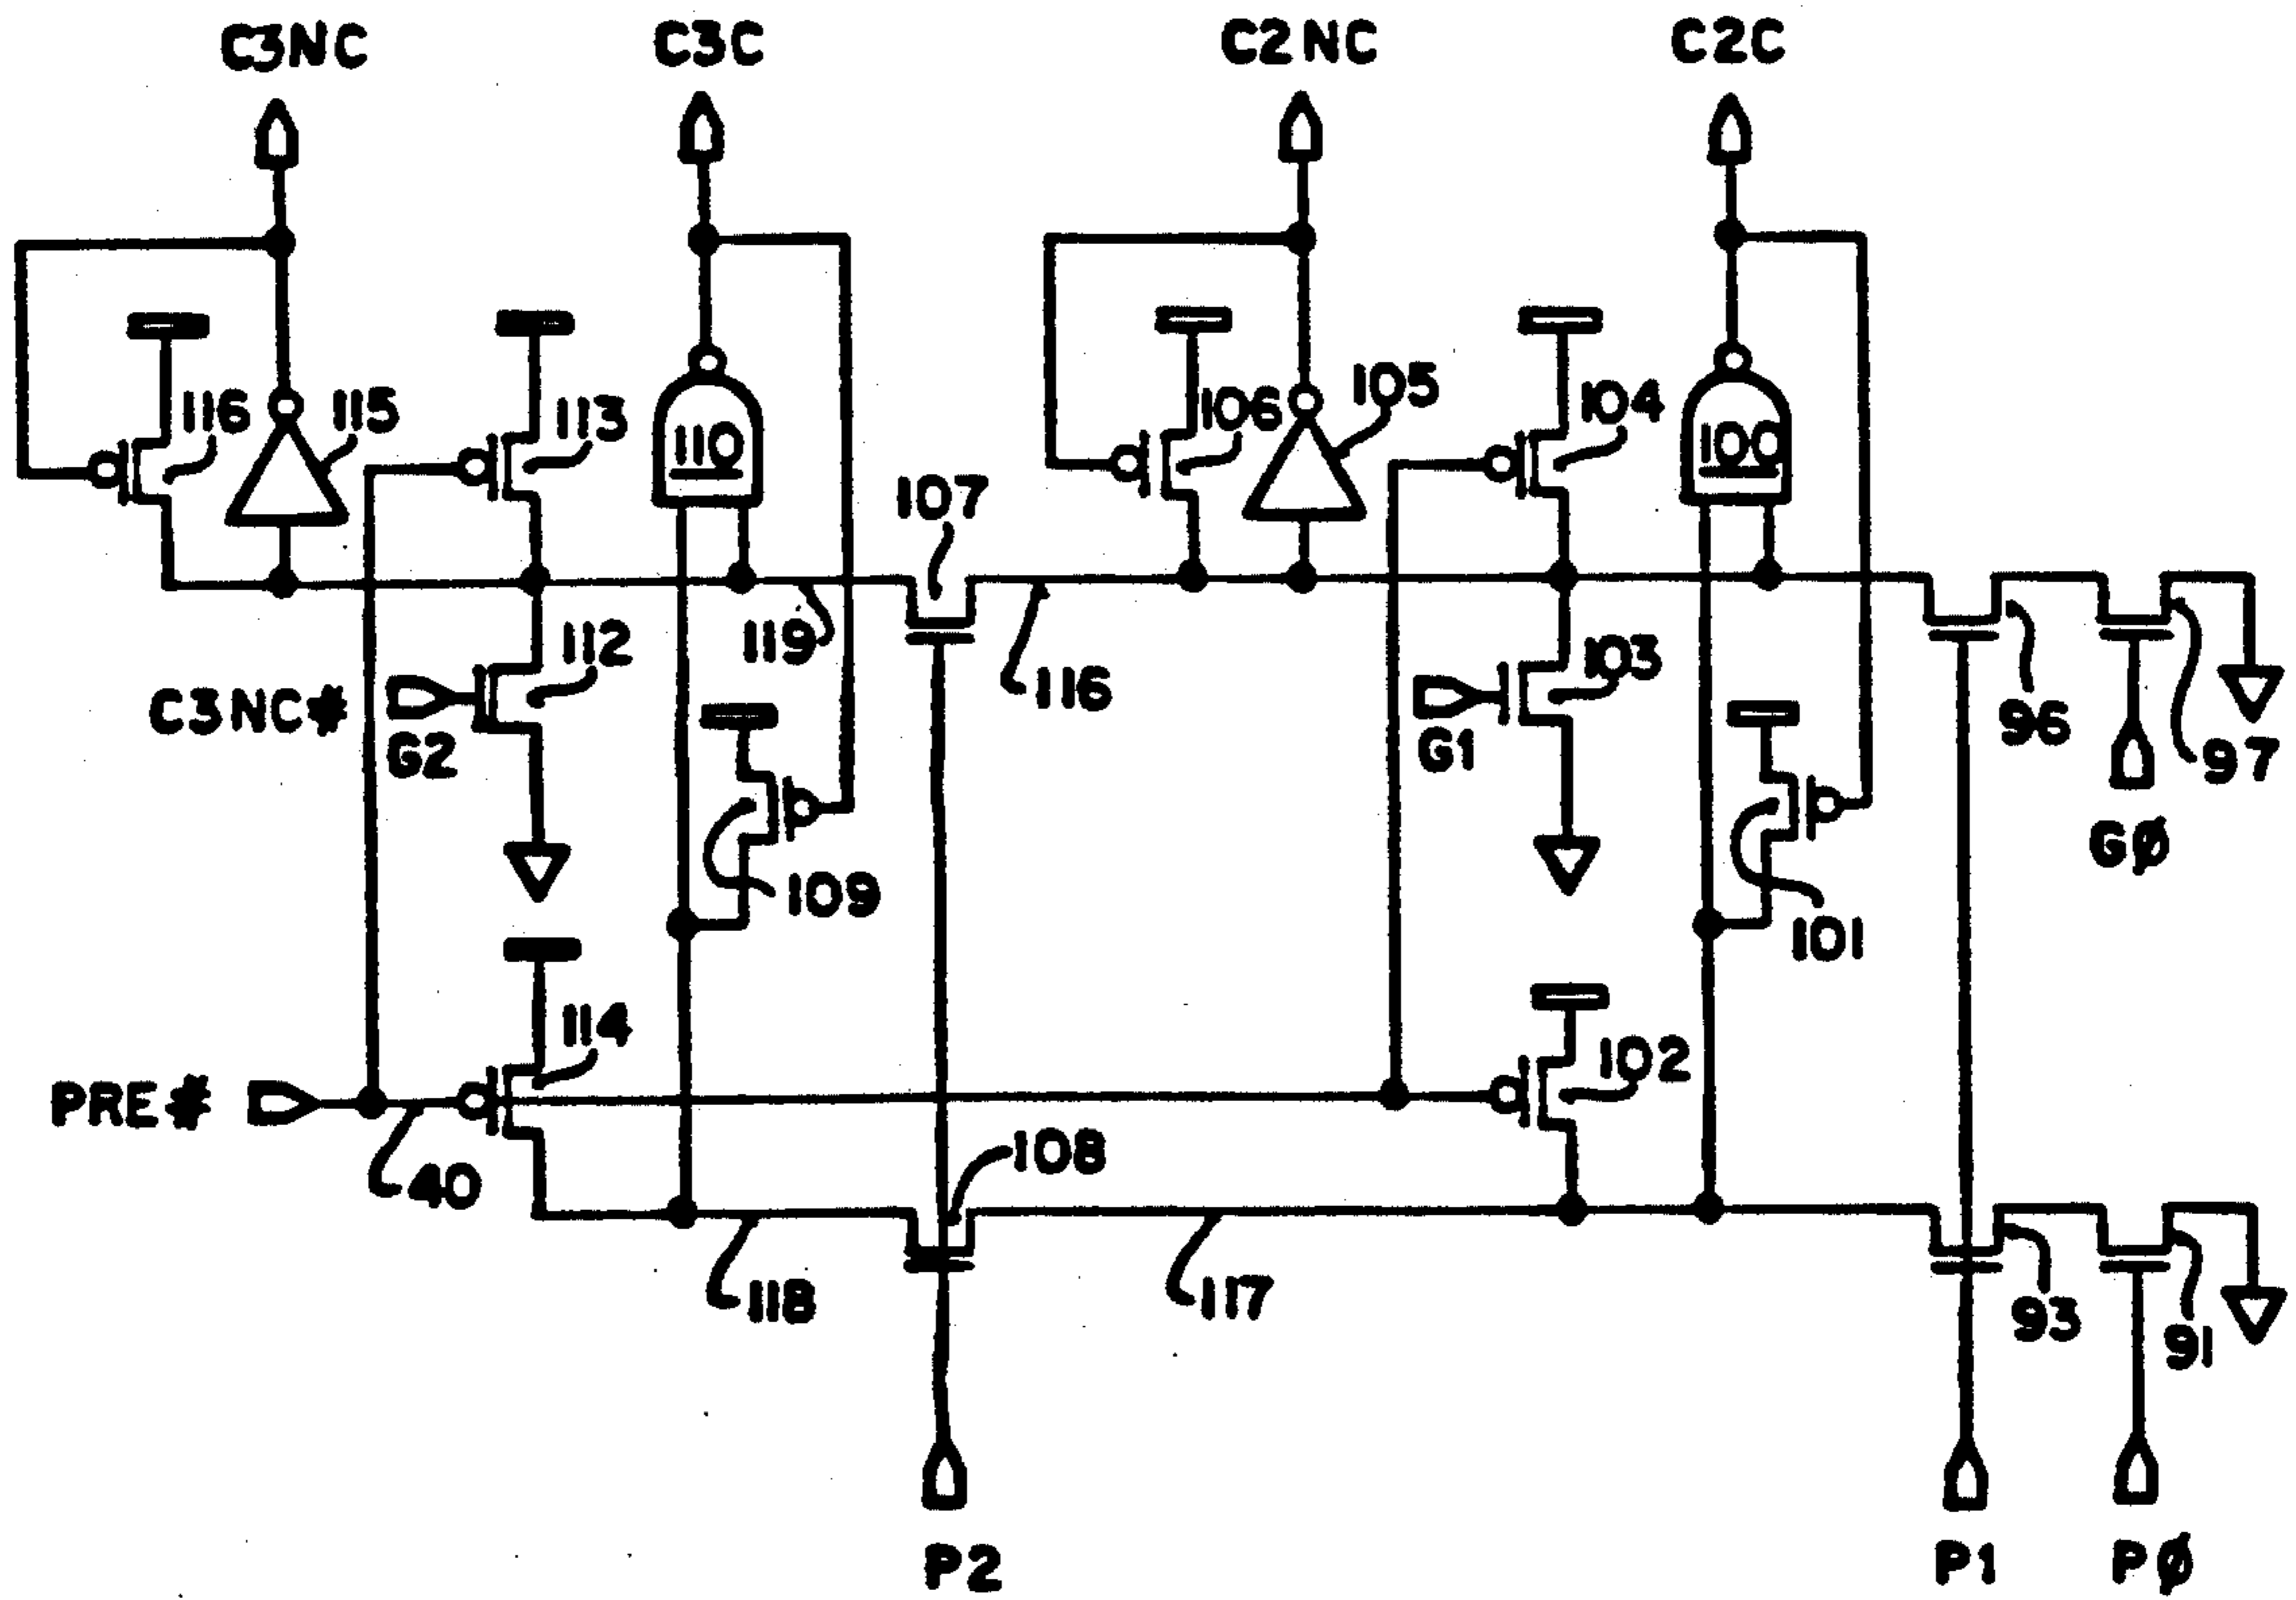 C3NC C3C C2NC C2C
116 115 113 110 107 106 105 104 100
119 116
C3NC# G2 112 G1 103 96 97
GØ
109 101
114 102
PRE# 40 108
118 117 93 91
P2 P1 PØ